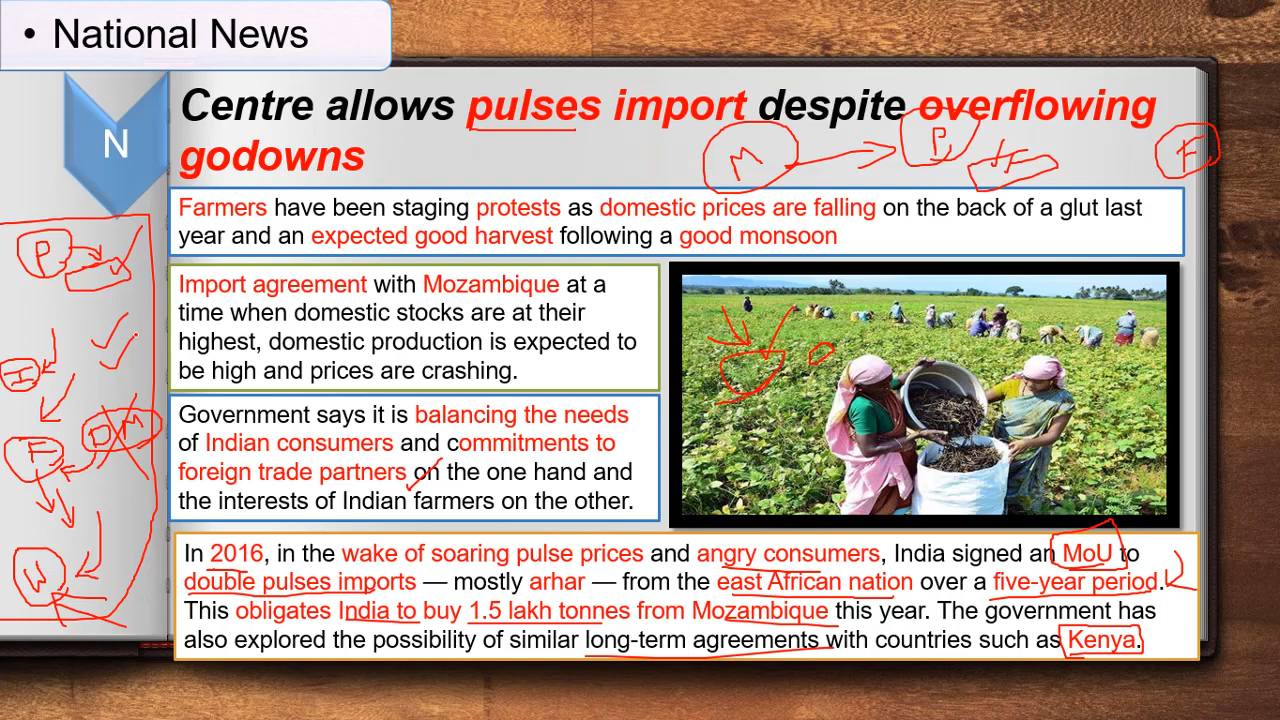 • National News
N
Centre allows pulses import despite overflowing
godowns
M
P
F
Farmers have been staging protests as domestic prices are falling on the back of a glut last
year and an expected good harvest following a good monsoon
P
Import agreement with Mozambique at a
time when domestic stocks are at their
highest, domestic production is expected to
be high and prices are crashing.
H
F
DM
W
Government says it is balancing the needs
of Indian consumers and commitments to
foreign trade partners on the one hand and
the interests of Indian farmers on the other.
In 2016, in the wake of soaring pulse prices and angry consumers, India signed an MoU to
double pulses imports — mostly arhar — from the east African nation over a five-year period.
This obligates India to buy 1.5 lakh tonnes from Mozambique this year. The government has
also explored the possibility of similar long-term agreements with countries such as Kenya.